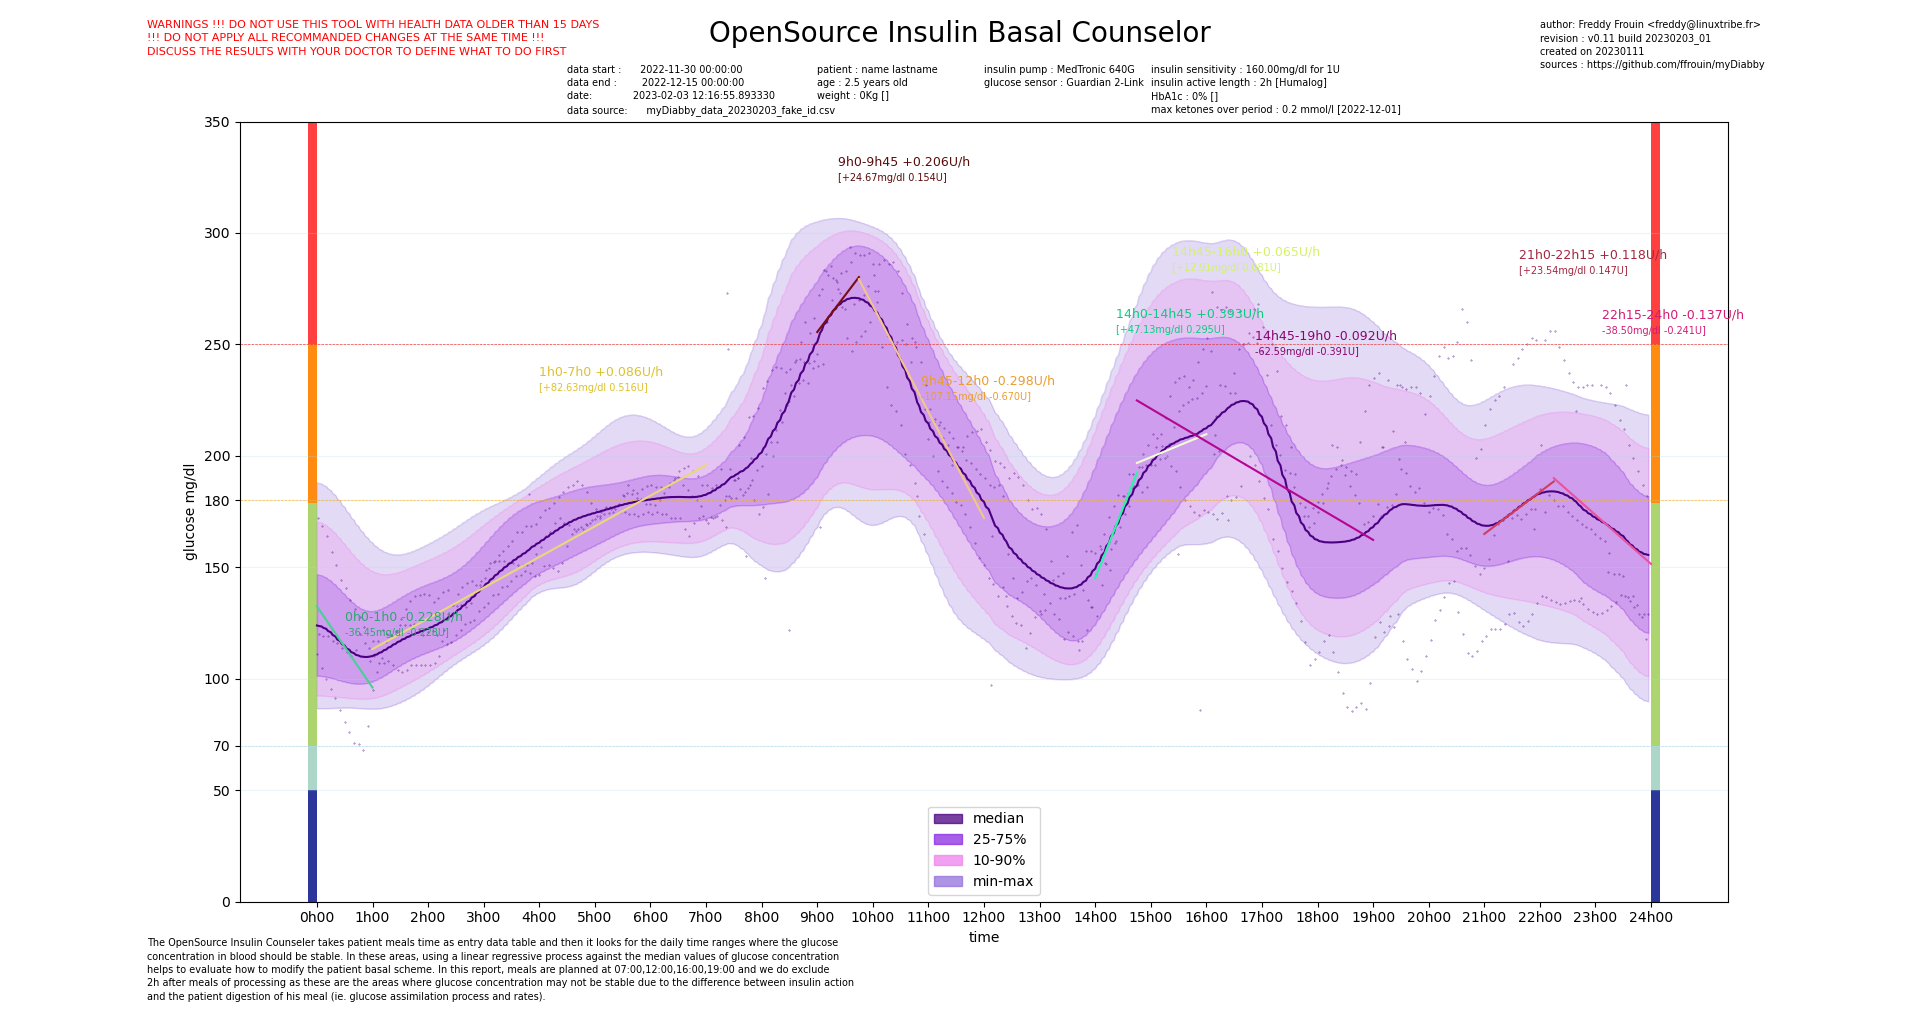 WARNINGS !!! DO NOT USE THIS TOOL WITH HEALTH DATA OLDER THAN 15 DAYS
!!! DO NOT APPLY ALL RECOMMANDED CHANGES AT THE SAME TIME !!!
DISCUSS THE RESULTS WITH YOUR DOCTOR TO DEFINE WHAT TO DO FIRST
OpenSource Insulin Basal Counselor
author: Freddy Frouin <freddy@linuxtribe.fr>
revision : v0.11 build 20230203_01
created on 20230111
sources : https://github.com/ffrouin/myDiabby
data start : 2022-11-30 00:00:00
data end : 2022-12-15 00:00:00
date: 2023-02-03 12:16:55.893330
data source: myDiabby_data_20230203_fake_id.csv
patient : name lastname
age : 2.5 years old
weight : 0Kg []
insulin pump : MedTronic 640G
glucose sensor : Guardian 2-Link
insulin sensitivity : 160.00mg/dl for 1U
insulin active length : 2h [Humalog]
HbA1c : 0% []
max ketones over period : 0.2 mmol/l [2022-12-01]
350
300
250
200
180
150
100
70
50
0
glucose mg/dl
9h0-9h45 +0.206U/h
[+24.67mg/dl 0.154U]
14h45-16h0 +0.065U/h
21h0-22h15 +0.118U/h
[+23.54mg/dl 0.147U]
14h0-14h45 +0.393U/h
[+47.13mg/dl 0.295U]
22h15-24h0 -0.137U/h
-38.50mg/dl -0.241U]
14h45-19h0 -0.092U/h
-62.59mg/dl -0.391U]
1h0-7h0 +0.086U/h
[+82.63mg/dl 0.516U]
9h45-12h0 -0.298U/h
-107.15mg/dl -0.670U]
0h0-1h0 -0.228U/h
-36.45mg/dl -0.228U]
median
25-75%
10-90%
min-max
0h00 1h00 2h00 3h00 4h00 5h00 6h00 7h00 8h00 9h00 10h00 11h00 12h00 13h00 14h00 15h00 16h00 17h00 18h00 19h00 20h00 21h00 22h00 23h00 24h00
time
The OpenSource Insulin Counseler takes patient meals time as entry data table and then it looks for the daily time ranges where the glucose
concentration in blood should be stable. In these areas, using a linear regressive process against the median values of glucose concentration
helps to evaluate how to modify the patient basal scheme. In this report, meals are planned at 07:00,12:00,16:00,19:00 and we do exclude
2h after meals of processing as these are the areas where glucose concentration may not be stable due to the difference between insulin action
and the patient digestion of his meal (ie. glucose assimilation process and rates).